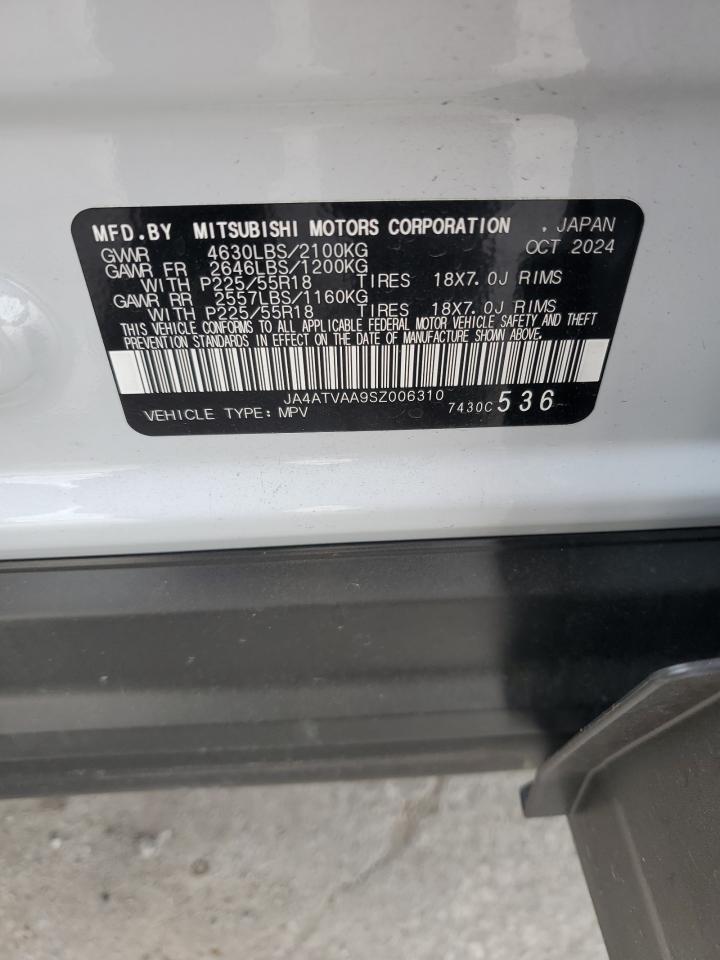 MFD.BY MITSUBISHI MOTORS CORPORATION , JAPAN
GVWR 4630LBS/2100KG OCT 2024
GAWR FR 2646LBS/1200KG
WITH P225/55R18 TIRES 18X7.0J RIMS
GAWR RR 2557LBS/1160KG
WITH P225/55R18 TIRES 18X7.0J RIMS
THIS VEHICLE CONFORMS TO ALL APPLICABLE FEDERAL MOTOR VEHICLE SAFETY AND THEFT
PREVENTION STANDARDS IN EFFECT ON THE DATE OF MANUFACTURE SHOWN ABOVE.
JA4ATVAA9SZ006310
VEHICLE TYPE: MPV 7430C536